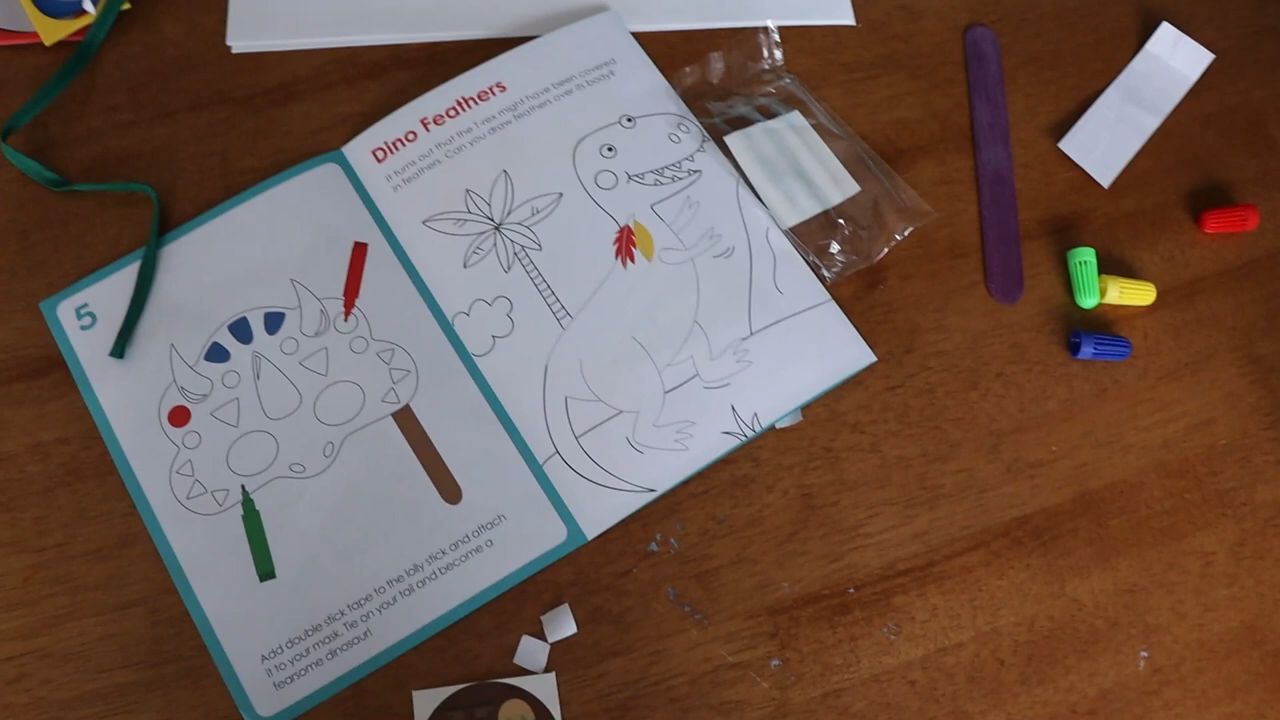 5
Add double stick tape to the lolly stick and attach
it to your mask. Tie on your tail and become a
fearsome dinosaur!
Dino Feathers
It turns out that the T-rex might have been covered
in feathers. Can you draw feathers over its body?